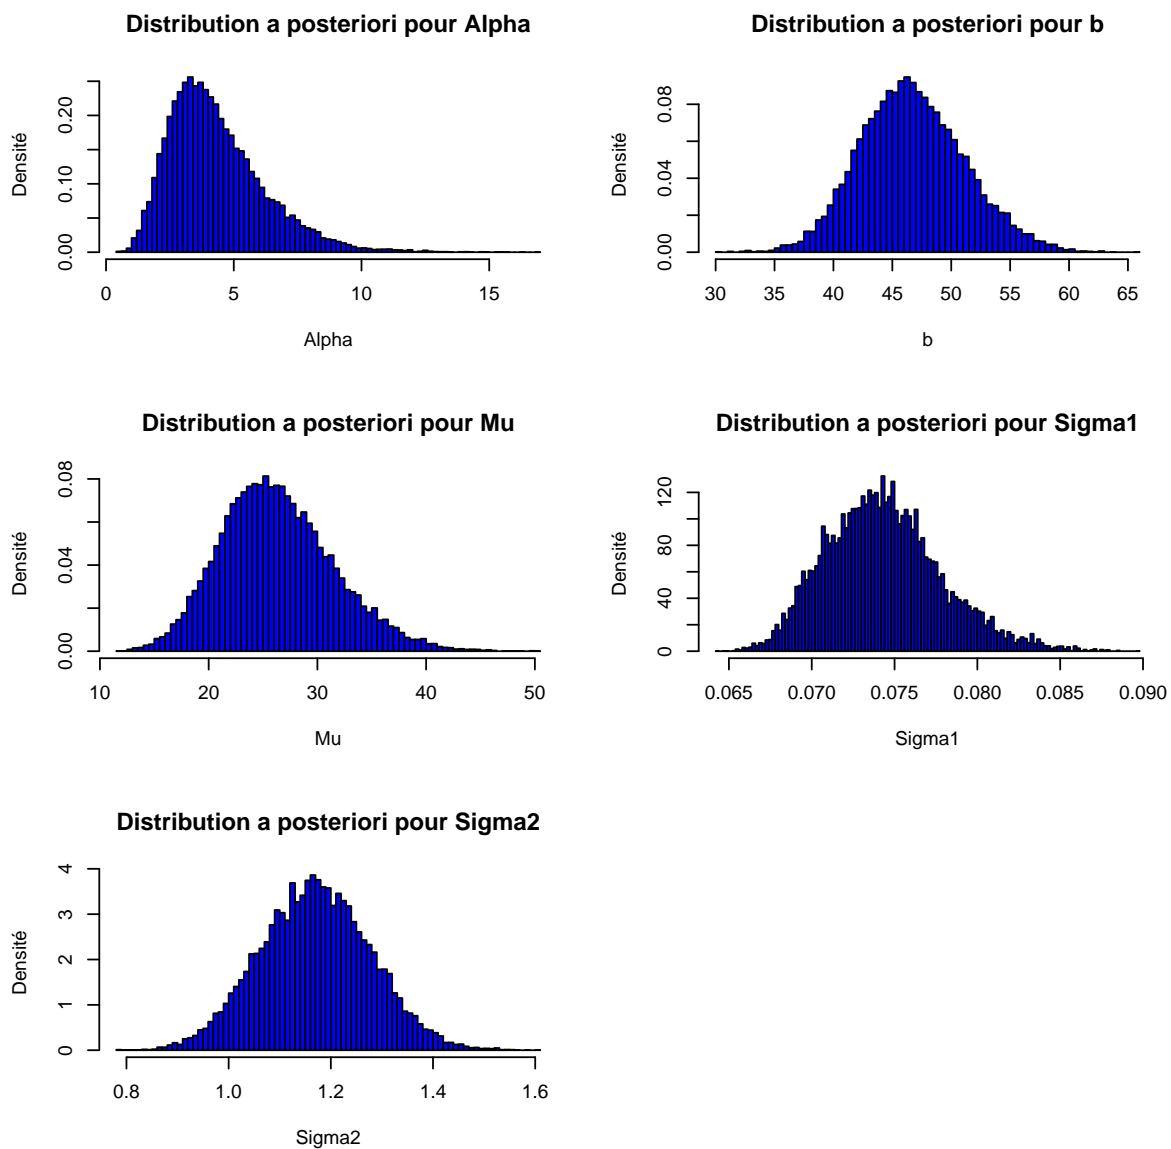 Distribution a posteriori pour Alpha
Densité
0.00 0.10 0.20
0 5 10 15
Alpha
Distribution a posteriori pour b
Densité
0.00 0.04 0.08
30 35 40 45 50 55 60 65
b
Distribution a posteriori pour Mu
Densité
0.00 0.04 0.08
10 20 30 40 50
Mu
Distribution a posteriori pour Sigma1
Densité
0 40 80 120
0.065 0.070 0.075 0.080 0.085 0.090
Sigma1
Distribution a posteriori pour Sigma2
Densité
0 1 2 3 4
0.8 1.0 1.2 1.4 1.6
Sigma2